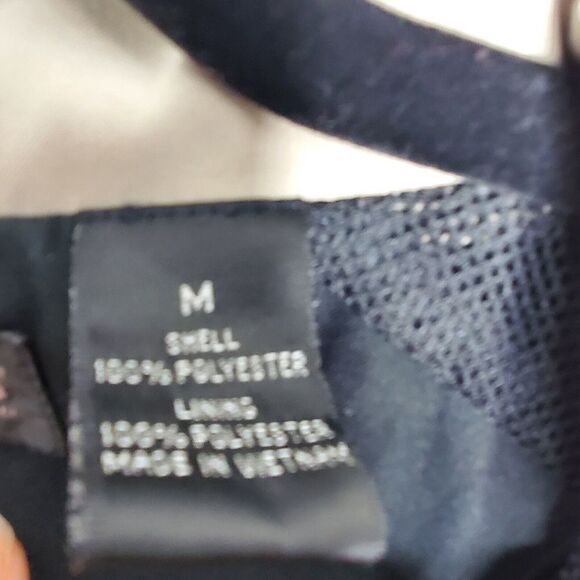 M
SHELL
100% POLYESTER
LINING
100% POLYESTER
MADE IN VIETNAM